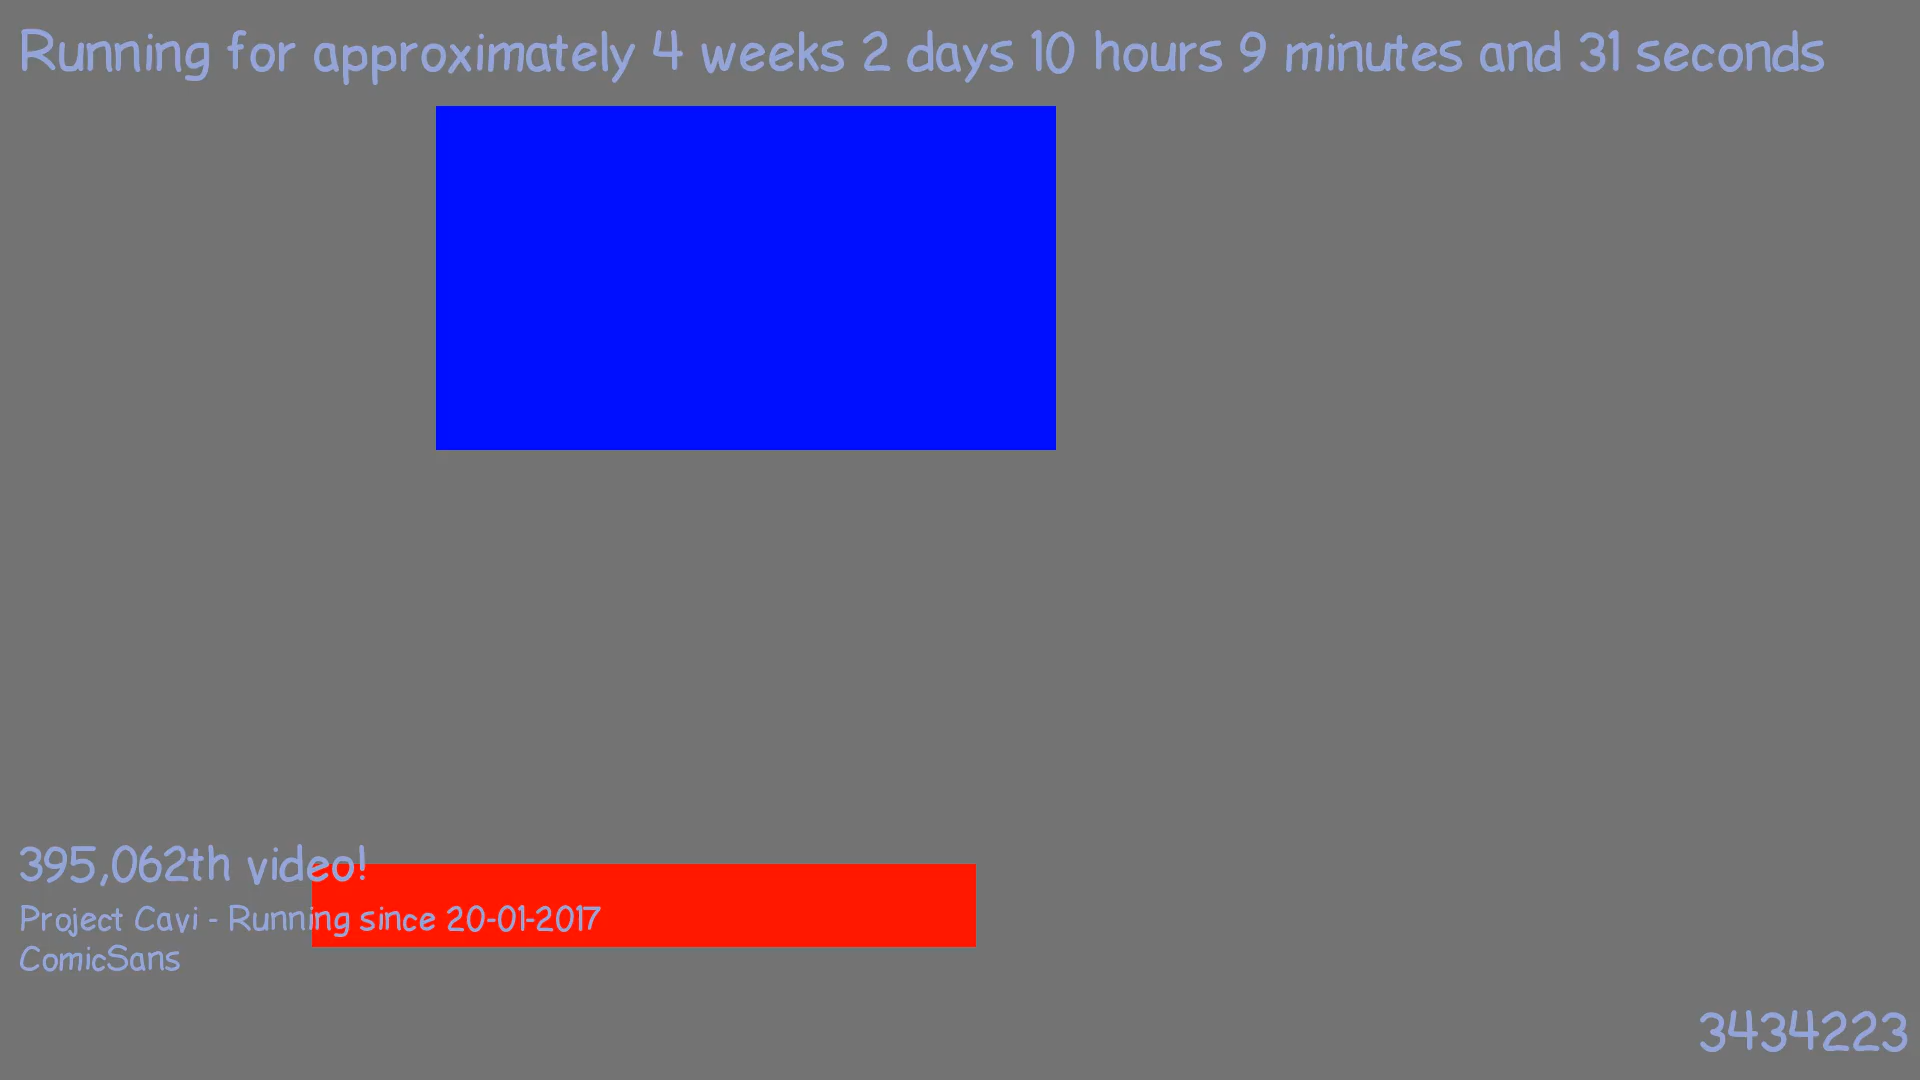 Running for approximately 4 weeks 2 days 10 hours 9 minutes and 31 seconds
395,062th video!
Project Cavi - Running since 20-01-2017
ComicSans
3434223